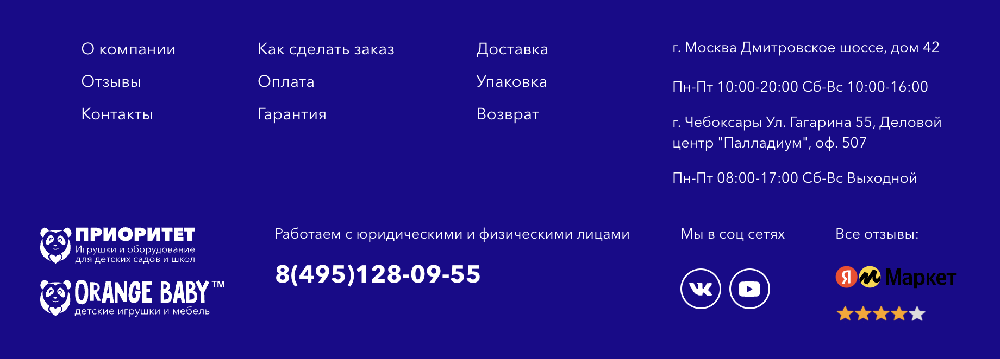 О компании
Отзывы
Контакты
Как сделать заказ
Оплата
Гарантия
Доставка
Упаковка
Возврат
г. Москва Дмитровское шоссе, дом 42
Пн-Пт 10:00-20:00 Сб-Вс 10:00-16:00
г. Чебоксары Ул. Гагарина 55, Деловой
центр "Палладиум", оф. 507
Пн-Пт 08:00-17:00 Сб-Вс Выходной
ПРИОРИТЕТ
Игрушки и оборудование
для детских садов и школ
ORANGE BABY™
детские игрушки и мебель
Работаем с юридическими и физическими лицами
8(495)128-09-55
Мы в соц сетях
Все отзывы:
Я м Маркет